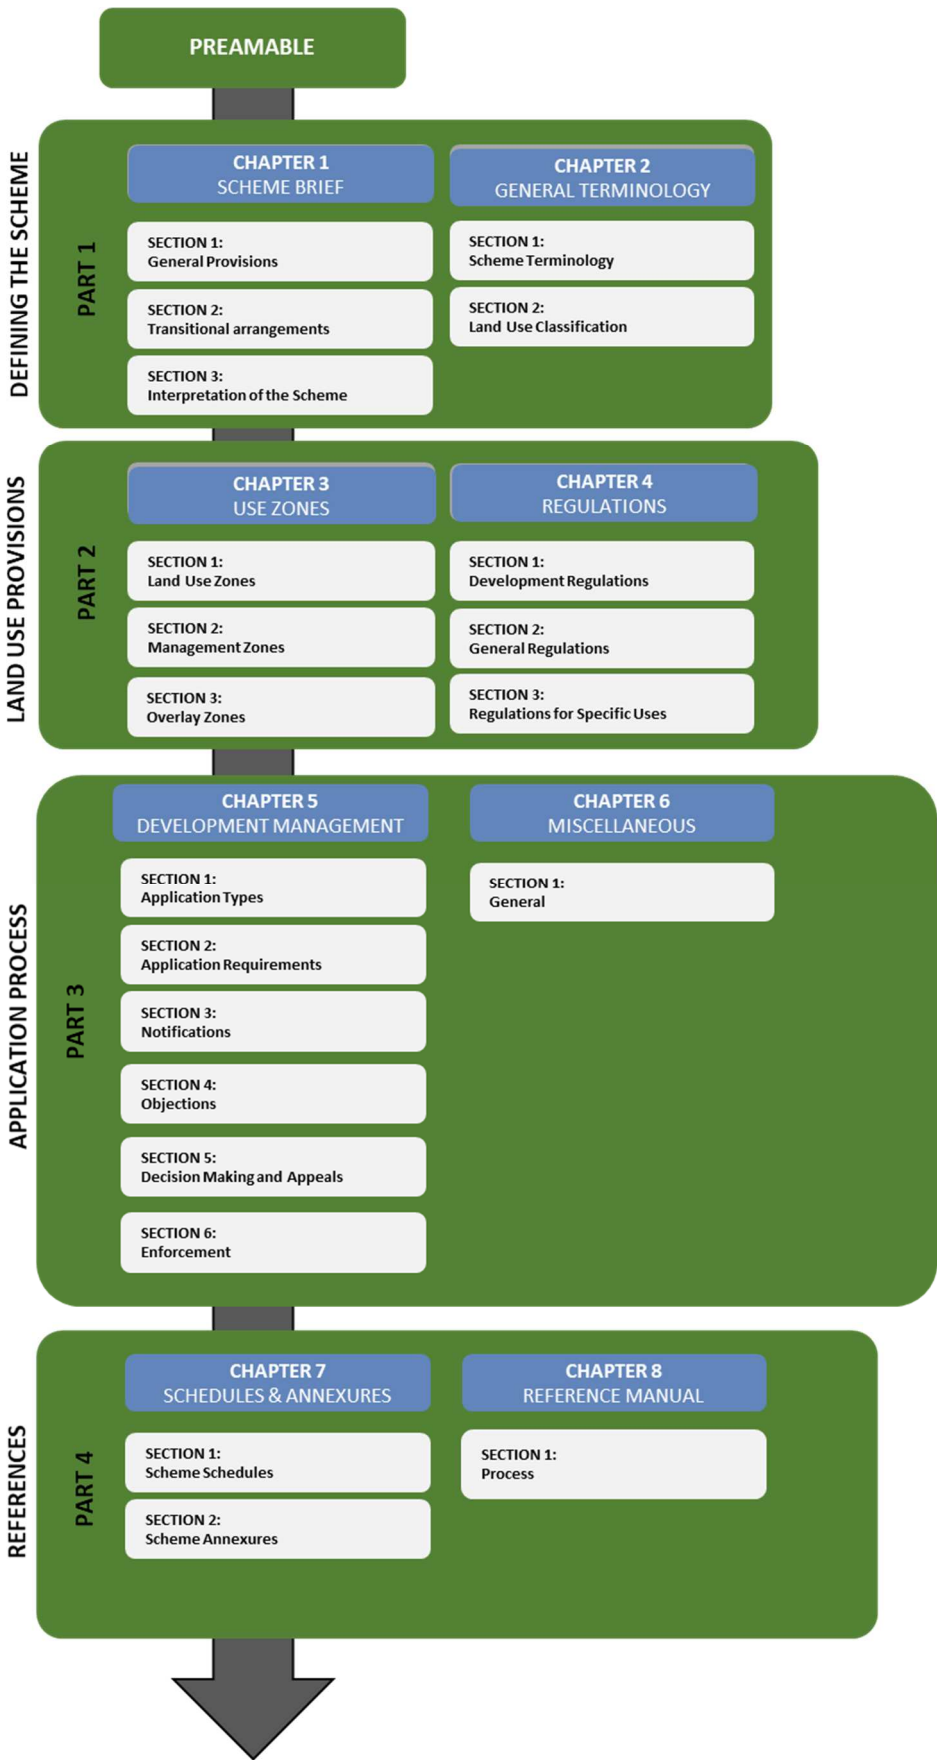 PREAMABLE
DEFINING THE SCHEME
PART 1
CHAPTER 1
SCHEME BRIEF
SECTION 1:
General Provisions
SECTION 2:
Transitional arrangements
SECTION 3:
Interpretation of the Scheme
CHAPTER 2
GENERAL TERMINOLOGY
SECTION 1:
Scheme Terminology
SECTION 2:
Land Use Classification
LAND USE PROVISIONS
PART 2
CHAPTER 3
USE ZONES
SECTION 1:
Land Use Zones
SECTION 2:
Management Zones
SECTION 3:
Overlay Zones
CHAPTER 4
REGULATIONS
SECTION 1:
Development Regulations
SECTION 2:
General Regulations
SECTION 3:
Regulations for Specific Uses
APPLICATION PROCESS
PART 3
CHAPTER 5
DEVELOPMENT MANAGEMENT
SECTION 1:
Application Types
SECTION 2:
Application Requirements
SECTION 3:
Notifications
SECTION 4:
Objections
SECTION 5:
Decision Making and Appeals
SECTION 6:
Enforcement
CHAPTER 6
MISCELLANEOUS
SECTION 1:
General
REFERENCES
PART 4
CHAPTER 7
SCHEDULES & ANNEXURES
SECTION 1:
Scheme Schedules
SECTION 2:
Scheme Annexures
CHAPTER 8
REFERENCE MANUAL
SECTION 1:
Process